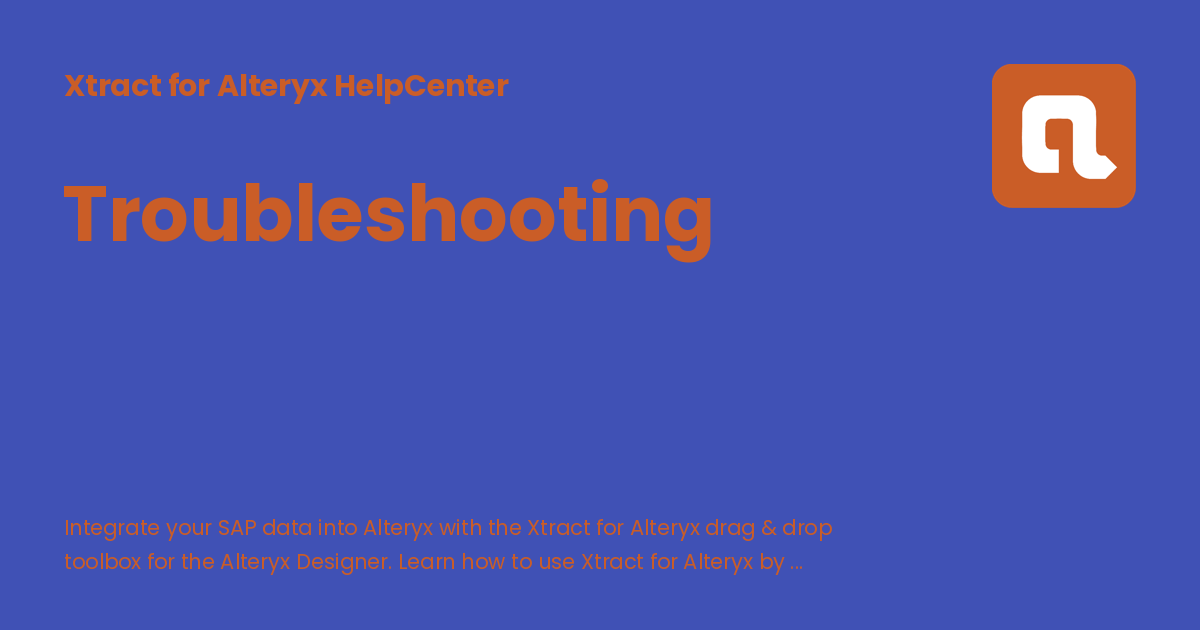 Xtract for Alteryx HelpCenter
Troubleshooting
Integrate your SAP data into Alteryx with the Xtract for Alteryx drag & drop
toolbox for the Alteryx Designer. Learn how to use Xtract for Alteryx by ...